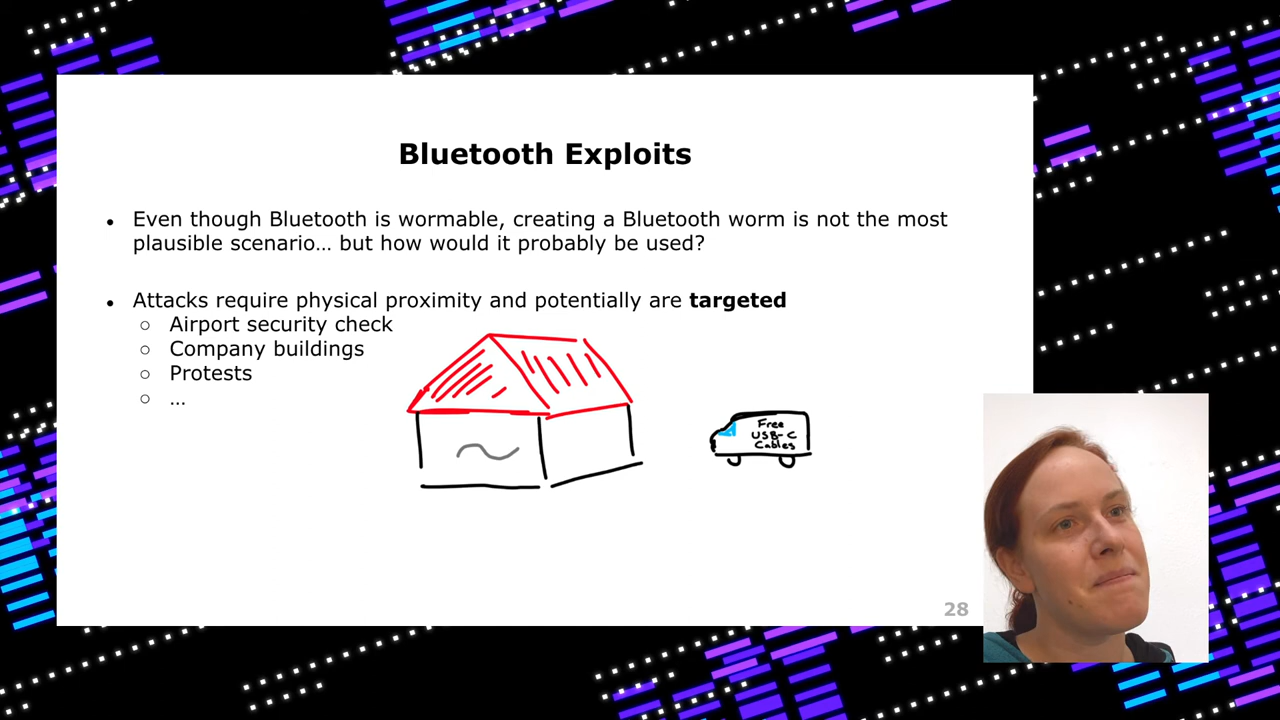 Bluetooth Exploits
● Even though Bluetooth is wormable, creating a Bluetooth worm is not the most
plausible scenario… but how would it probably be used?
● Attacks require physical proximity and potentially are targeted
○ Airport security check
○ Company buildings
○ Protests
○ …
Free
USB-C
Cables
28